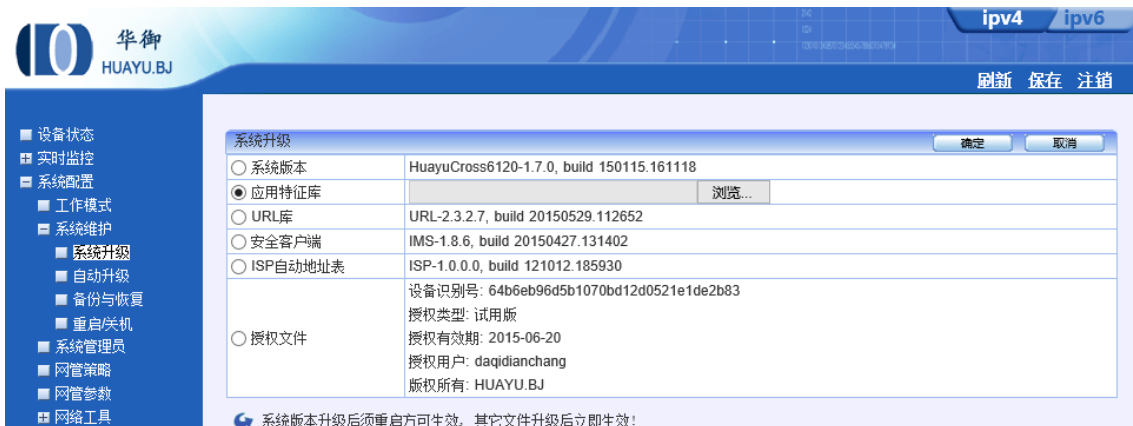 华御
HUAYU.BJ
ipv4 ipv6
刷新 保存 注销
设备状态
实时监控
系统配置
工作模式
系统维护
系统升级
自动升级
备份与恢复
重启/关机
系统管理员
网管策略
网管参数
网络工具
系统升级 确定 取消
系统版本 HuayuCross6120-1.7.0, build 150115.161118
应用特征库 浏览...
URL库 URL-2.3.2.7, build 20150529.112652
安全客户端 IMS-1.8.6, build 20150427.131402
ISP自动地址表 ISP-1.0.0.0, build 121012.185930
授权文件
设备识别号: 64b6eb96d5b1070bd12d0521e1de2b83
授权类型: 试用版
授权有效期: 2015-06-20
授权用户: daqidianchang
版权所有: HUAYU.BJ
系统版本升级后须重启方可生效，其它文件升级后立即生效!